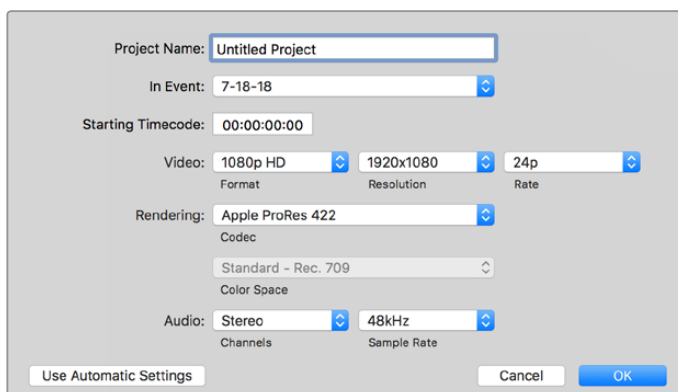 Project Name: Untitled Project
In Event: 7-18-18
Starting Timecode: 00:00:00:00
Video: 1080p HD 1920x1080 24p
Format Resolution Rate
Rendering: Apple ProRes 422
Codec
Standard - Rec. 709
Color Space
Audio: Stereo 48kHz
Channels Sample Rate
Use Automatic Settings Cancel OK